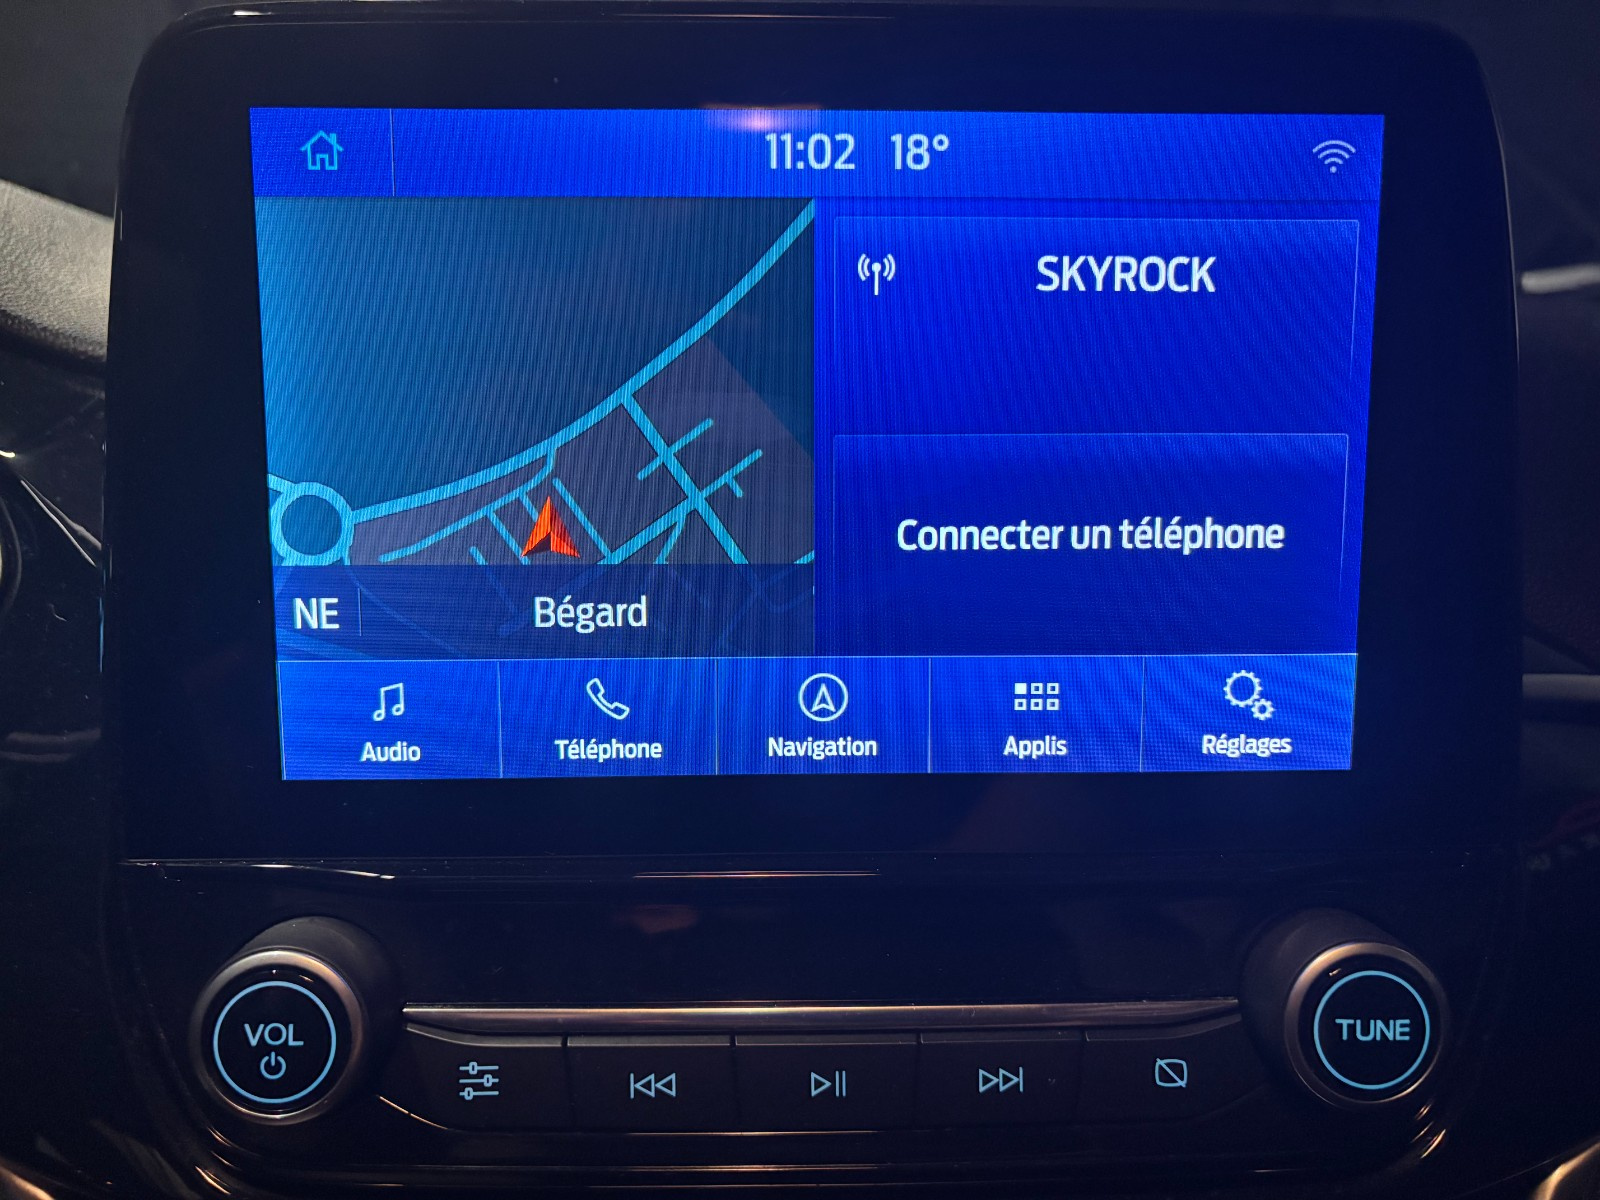 11:02 18°
SKYROCK
Connecter un téléphone
NE Bégard
Audio Téléphone Navigation Applis Réglages
VOL TUNE